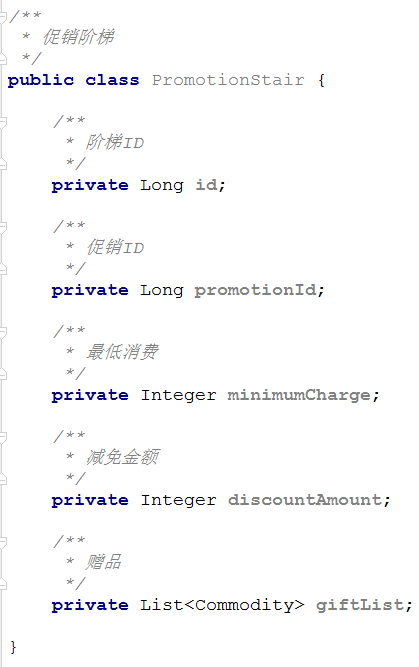 /**
 * 促销阶梯
 */
public class PromotionStair {
    /**
     * 阶梯ID
     */
    private Long id;
    /**
     * 促销ID
     */
    private Long promotionId;
    /**
     * 最低消费
     */
    private Integer minimumCharge;
    /**
     * 减免金额
     */
    private Integer discountAmount;
    /**
     * 赠品
     */
    private List<Commodity> giftList;
}